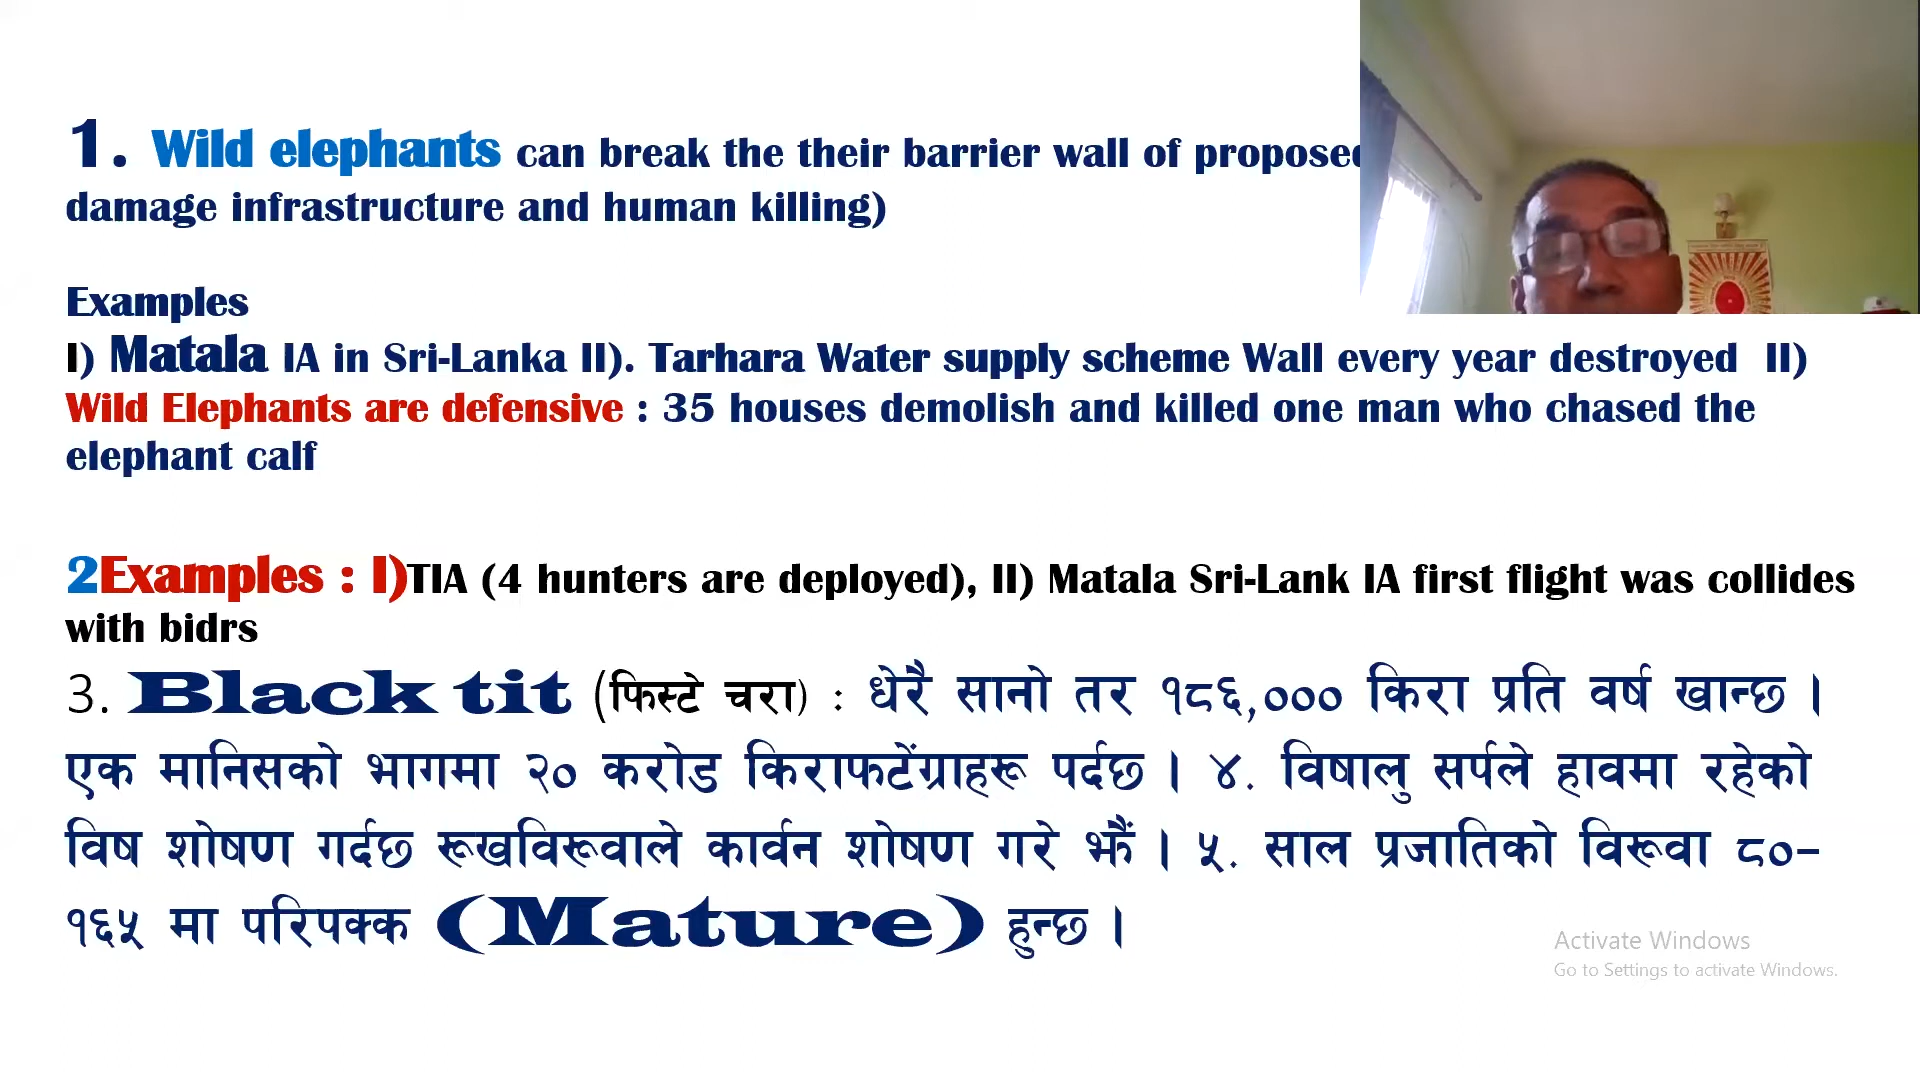 1. Wild elephants can break the their barrier wall of propose
damage infrastructure and human killing)
Examples
I) Matala IA in Sri-Lanka II). Tarhara Water supply scheme Wall every year destroyed II)
Wild Elephants are defensive : 35 houses demolish and killed one man who chased the
elephant calf
2Examples : I)TIA (4 hunters are deployed), II) Matala Sri-Lank IA first flight was collides
with bidrs
3. Black tit (फिस्टे चरा) : धेरै सानो तर १८६,००० किरा प्रति वर्ष खान्छ ।
एक मानिसको भागमा २० करोड किराफटेंग्राहरू पर्दछ । ४. विषालु सर्पले हावमा रहेको
विष शोषण गर्दछ रूखविरूवाले कार्वन शोषण गरे झैं । ५. साल प्रजातिको विरूवा ८०–
१६५ मा परिपक्क (Mature) हुन्छ ।
Activate Windows
Go to Settings to activate Windows.